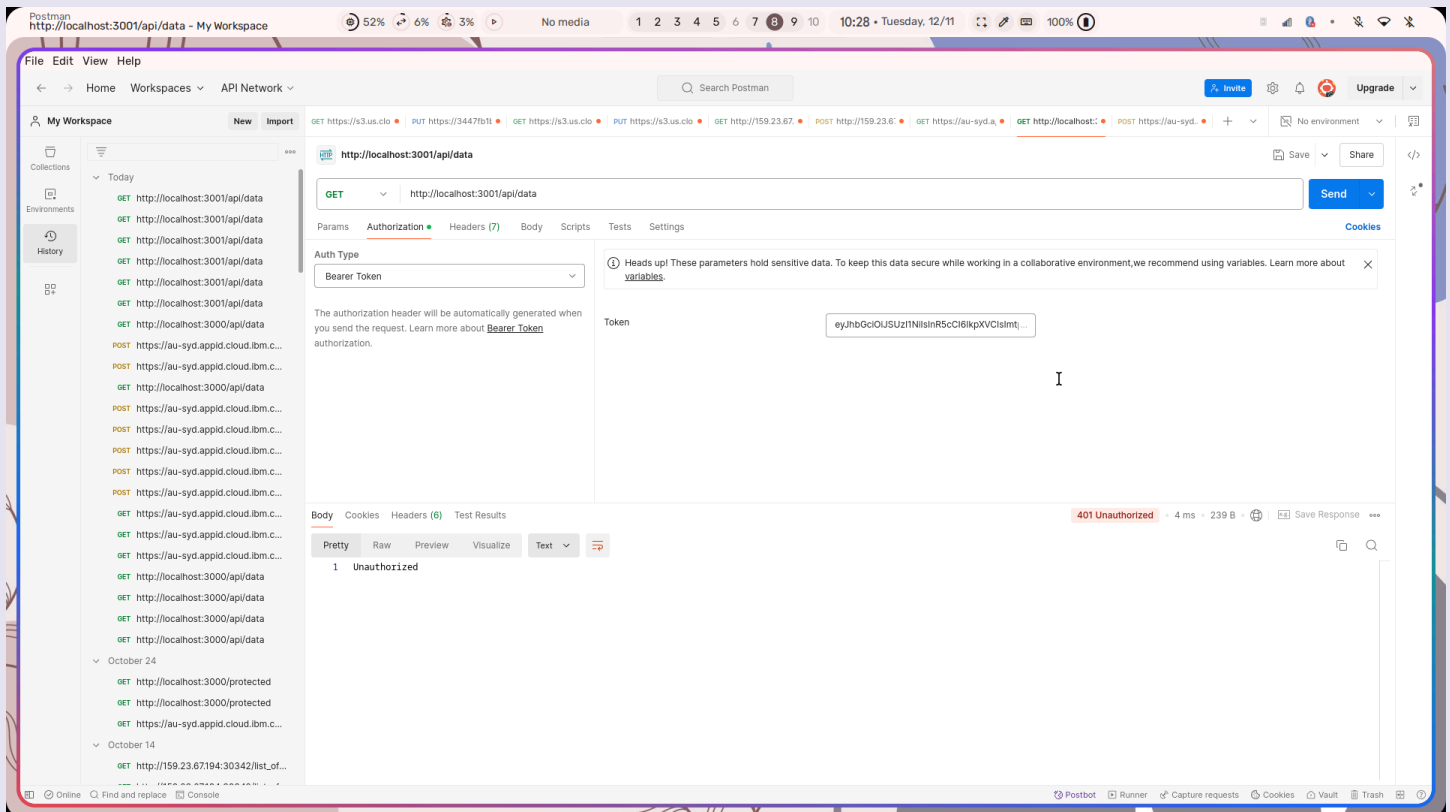 Postman
http://localhost:3001/api/data - My Workspace
52% 6% 3% No media 1 2 3 4 5 6 7 8 9 10 10:28 • Tuesday, 12/11 100%
File Edit View Help
Home Workspaces API Network Search Postman Invite Upgrade
My Workspace New Import
GET https://s3.us.clo PUT https://3447fb1t GET https://s3.us.clo PUT https://s3.us.clo GET http://159.23.67. POST http://159.23.6 GET https://au-syd.a GET http://localhost: POST https://au-syd.. No environment
Collections
Environments
History
Today
GET http://localhost:3001/api/data
GET http://localhost:3001/api/data
GET http://localhost:3001/api/data
GET http://localhost:3001/api/data
GET http://localhost:3001/api/data
GET http://localhost:3001/api/data
GET http://localhost:3000/api/data
POST https://au-syd.appid.cloud.ibm.c...
POST https://au-syd.appid.cloud.ibm.c...
GET http://localhost:3000/api/data
POST https://au-syd.appid.cloud.ibm.c...
POST https://au-syd.appid.cloud.ibm.c...
POST https://au-syd.appid.cloud.ibm.c...
POST https://au-syd.appid.cloud.ibm.c...
POST https://au-syd.appid.cloud.ibm.c...
GET https://au-syd.appid.cloud.ibm.c...
GET https://au-syd.appid.cloud.ibm.c...
GET https://au-syd.appid.cloud.ibm.c...
GET http://localhost:3000/api/data
GET http://localhost:3000/api/data
GET http://localhost:3000/api/data
GET http://localhost:3000/api/data
October 24
GET http://localhost:3000/protected
GET http://localhost:3000/protected
GET https://au-syd.appid.cloud.ibm.c...
October 14
GET http://159.23.67.194:30342/list_of...
HTTP http://localhost:3001/api/data Save Share
GET http://localhost:3001/api/data Send
Params Authorization Headers (7) Body Scripts Tests Settings Cookies
Auth Type
Bearer Token
The authorization header will be automatically generated when
you send the request. Learn more about Bearer Token
authorization.
Heads up! These parameters hold sensitive data. To keep this data secure while working in a collaborative environment,we recommend using variables. Learn more about
variables.
Token
Body Cookies Headers (6) Test Results 401 Unauthorized 4 ms 239 B Save Response
Pretty Raw Preview Visualize Text
1 Unauthorized
Online Find and replace Console Postbot Runner Capture requests Cookies Vault Trash